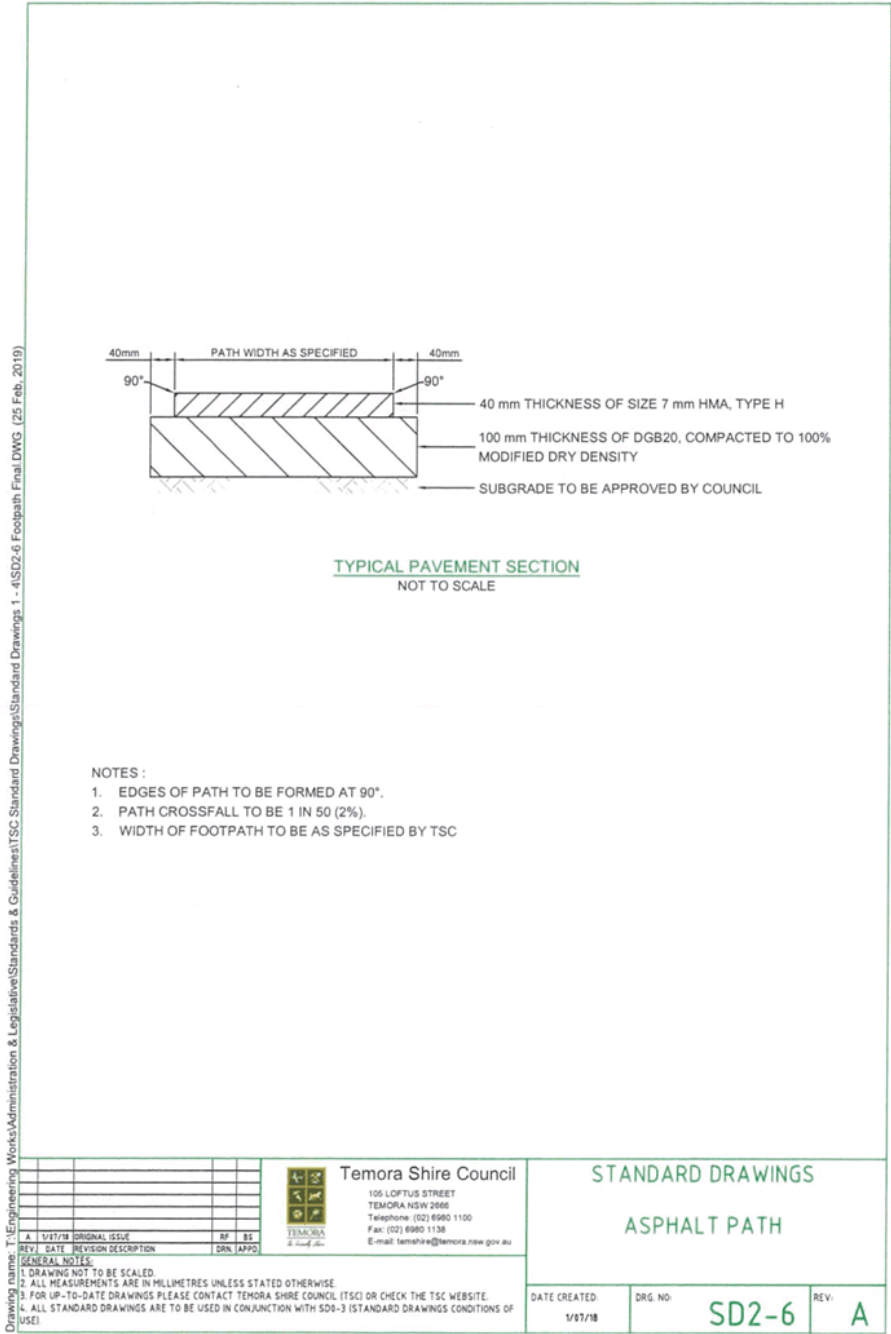 Drawing name: T:\Engineering Works\Administration & Legislative\Standards & Guidelines\TSC Standard Drawings\Standard Drawings 1 - 4\SD2-6 Footpath Final.DWG (25 Feb, 2019)
40mm
PATH WIDTH AS SPECIFIED
40mm
90°
90°
40 mm THICKNESS OF SIZE 7 mm HMA, TYPE H
100 mm THICKNESS OF DGB20, COMPACTED TO 100%
MODIFIED DRY DENSITY
SUBGRADE TO BE APPROVED BY COUNCIL
TYPICAL PAVEMENT SECTION
NOT TO SCALE
NOTES :
1. EDGES OF PATH TO BE FORMED AT 90°.
2. PATH CROSSFALL TO BE 1 IN 50 (2%).
3. WIDTH OF FOOTPATH TO BE AS SPECIFIED BY TSC
A 1/07/18 ORIGINAL ISSUE RF BS
REV. DATE REVISION DESCRIPTION DRN. APPD.
GENERAL NOTES:
1. DRAWING NOT TO BE SCALED.
2. ALL MEASUREMENTS ARE IN MILLIMETRES UNLESS STATED OTHERWISE.
3. FOR UP-TO-DATE DRAWINGS PLEASE CONTACT TEMORA SHIRE COUNCIL (TSC) OR CHECK THE TSC WEBSITE.
4. ALL STANDARD DRAWINGS ARE TO BE USED IN CONJUNCTION WITH SD0-3 (STANDARD DRAWINGS CONDITIONS OF
USE).
TEMORA
Temora Shire Council
105 LOFTUS STREET
TEMORA NSW 2666
Telephone: (02) 6980 1100
Fax: (02) 6980 1138
E-mail: temshire@temora.nsw.gov.au
STANDARD DRAWINGS
ASPHALT PATH
DATE CREATED:
1/07/18
DRG. NO:
SD2-6
REV:
A